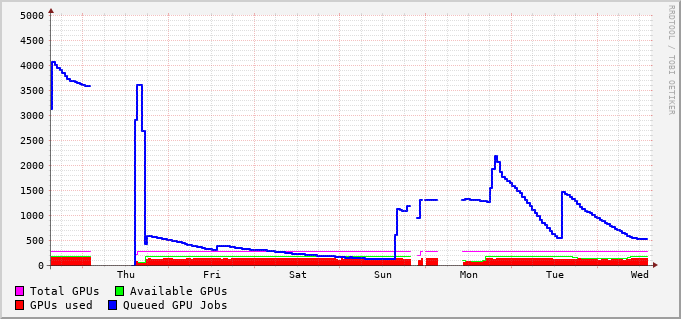 5000
4500
4000
3500
3000
2500
2000
1500
1000
500
0
Thu Fri Sat Sun Mon Tue Wed
Total GPUs Available GPUs
GPUs used Queued GPU Jobs
RRDTOOL / TOBI OETIKER